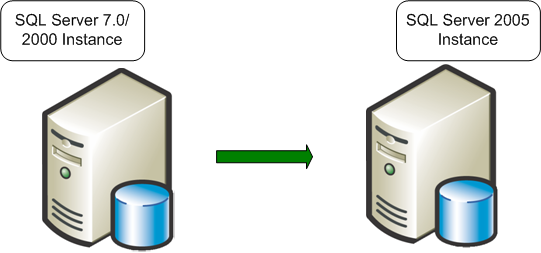 SQL Server 7.0/
2000 Instance
SQL Server 2005
Instance